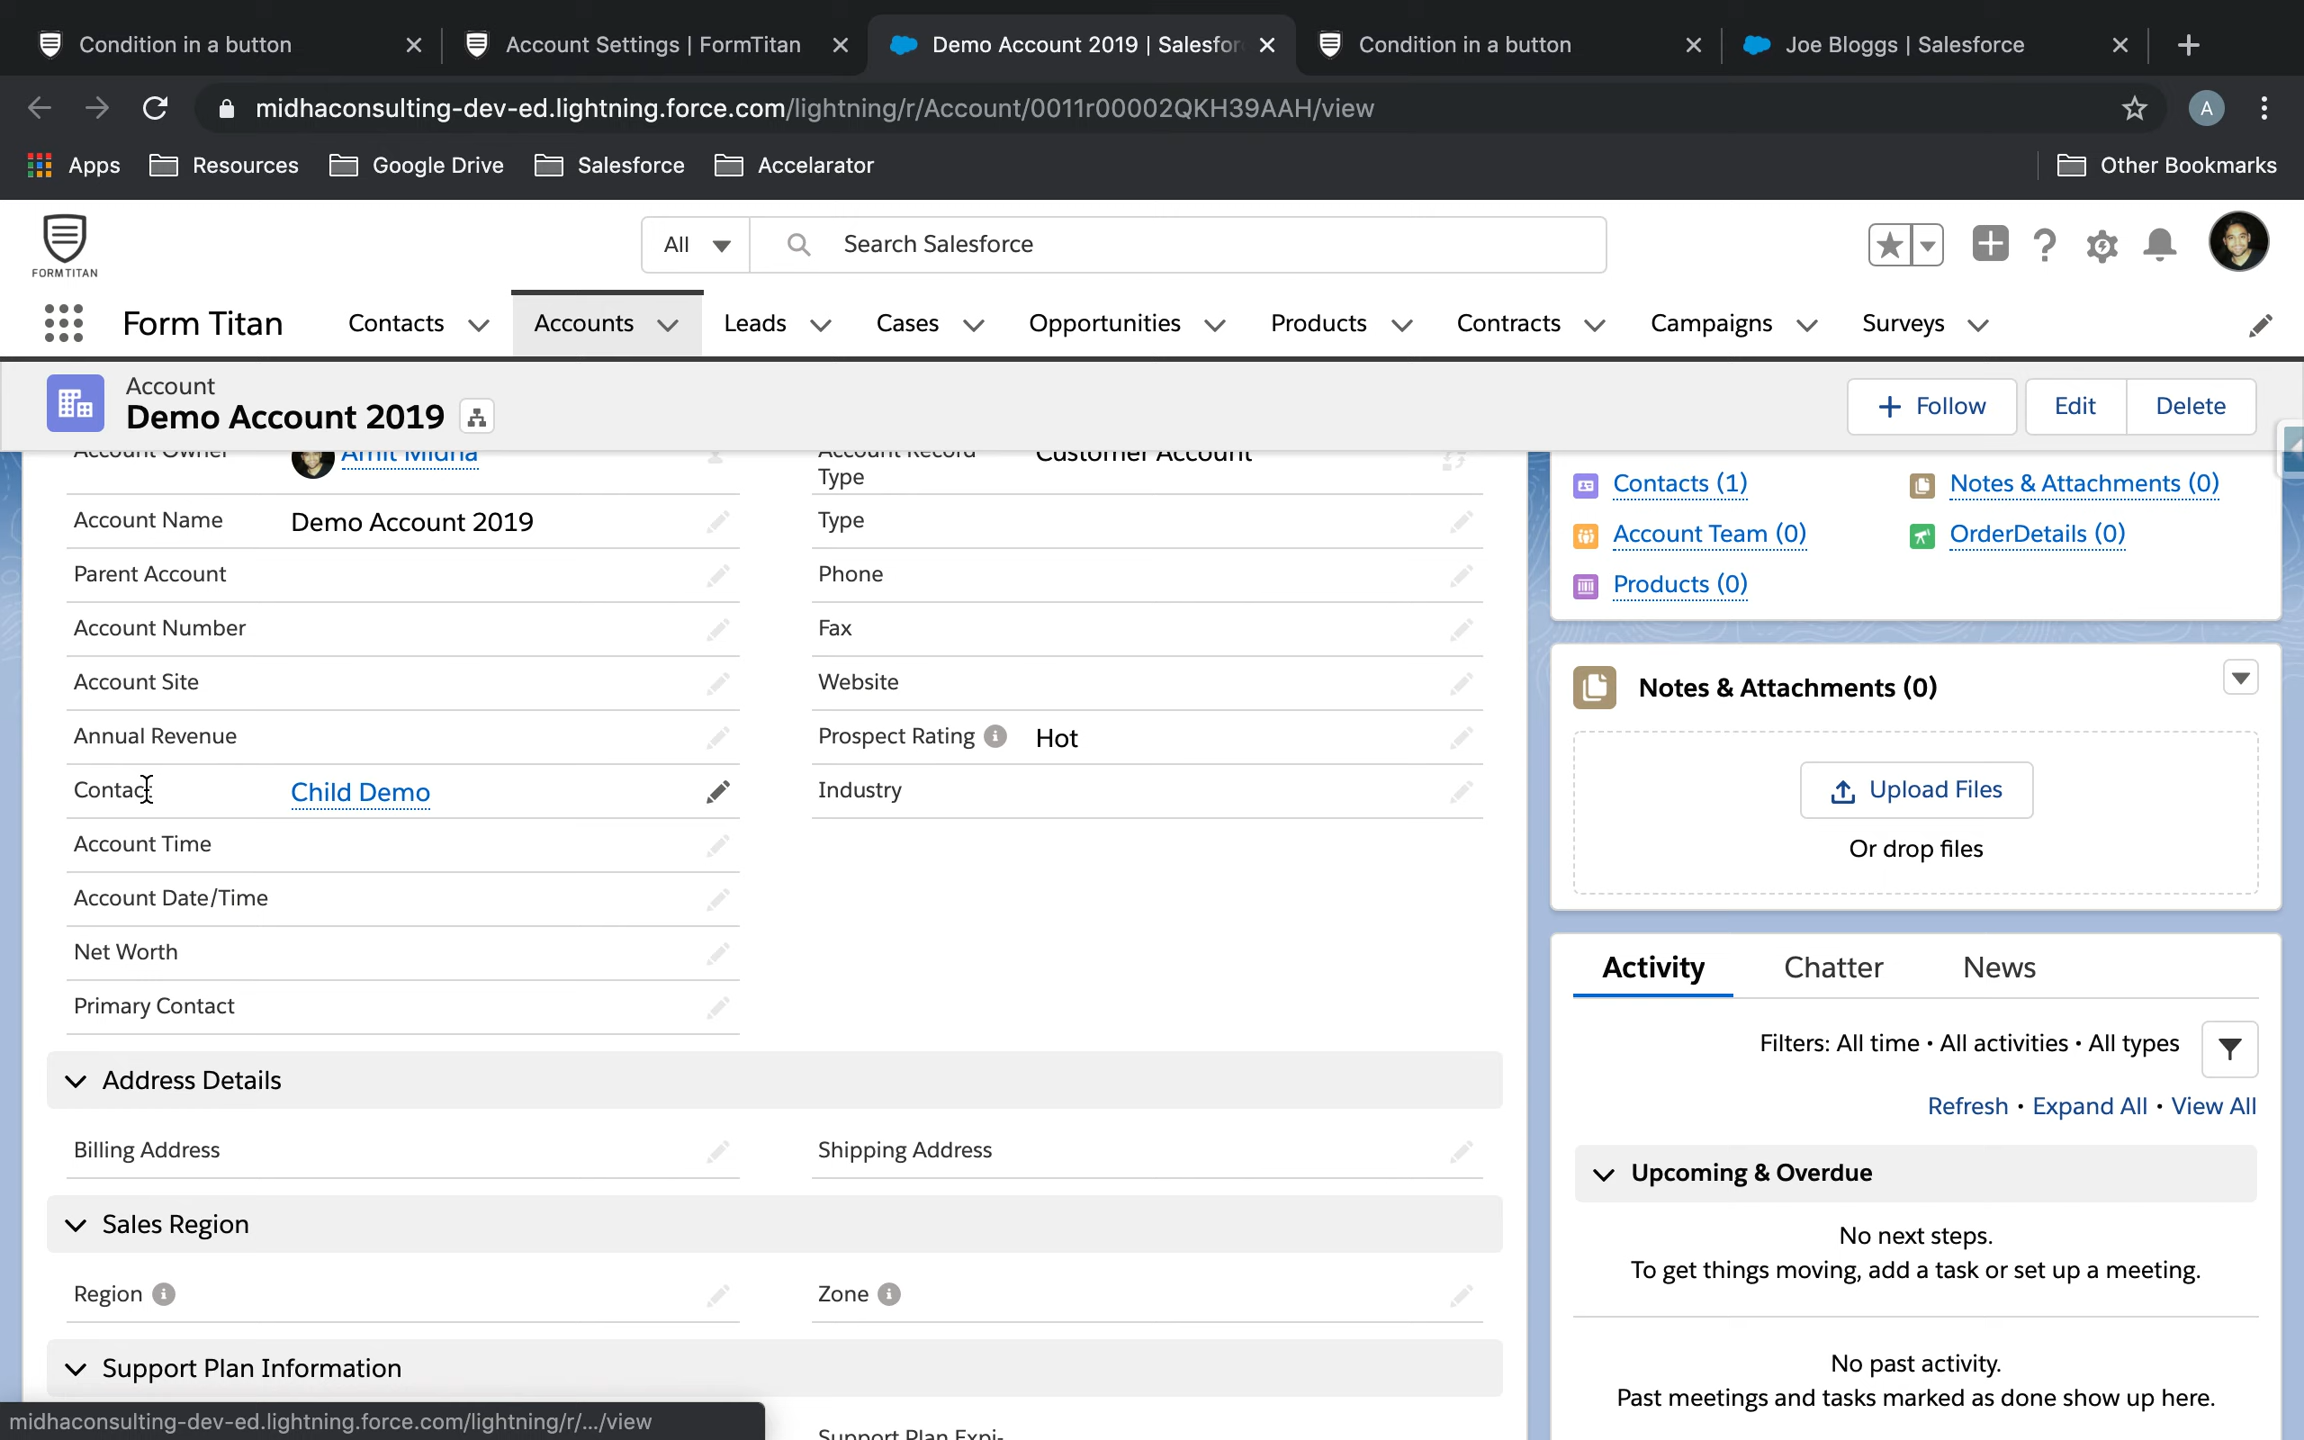 Condition in a button
Account Settings | FormTitan
Demo Account 2019 | Salesfor
Condition in a button
Joe Bloggs | Salesforce
midhaconsulting-dev-ed.lightning.force.com/lightning/r/Account/0011r00002QKH39AAH/view
A
Apps
Resources
Google Drive
Salesforce
Accelarator
Other Bookmarks
FORMTITAN
All
Search Salesforce
Form Titan
Contacts
Accounts
Leads
Cases
Opportunities
Products
Contracts
Campaigns
Surveys
Account
Demo Account 2019
Follow
Edit
Delete
Account Owner
Amit Midha
Account Record
Type
Customer Account
Account Name
Demo Account 2019
Type
Parent Account
Phone
Account Number
Fax
Account Site
Website
Annual Revenue
Prospect Rating
Hot
Contact
Child Demo
Industry
Account Time
Account Date/Time
Net Worth
Primary Contact
Address Details
Billing Address
Shipping Address
Sales Region
Region
Zone
Support Plan Information
Support Plan Expi-
Contacts (1)
Notes & Attachments (0)
Account Team (0)
OrderDetails (0)
Products (0)
Notes & Attachments (0)
Upload Files
Or drop files
Activity
Chatter
News
Filters: All time • All activities • All types
Refresh • Expand All • View All
Upcoming & Overdue
No next steps.
To get things moving, add a task or set up a meeting.
No past activity.
Past meetings and tasks marked as done show up here.
midhaconsulting-dev-ed.lightning.force.com/lightning/r/.../view